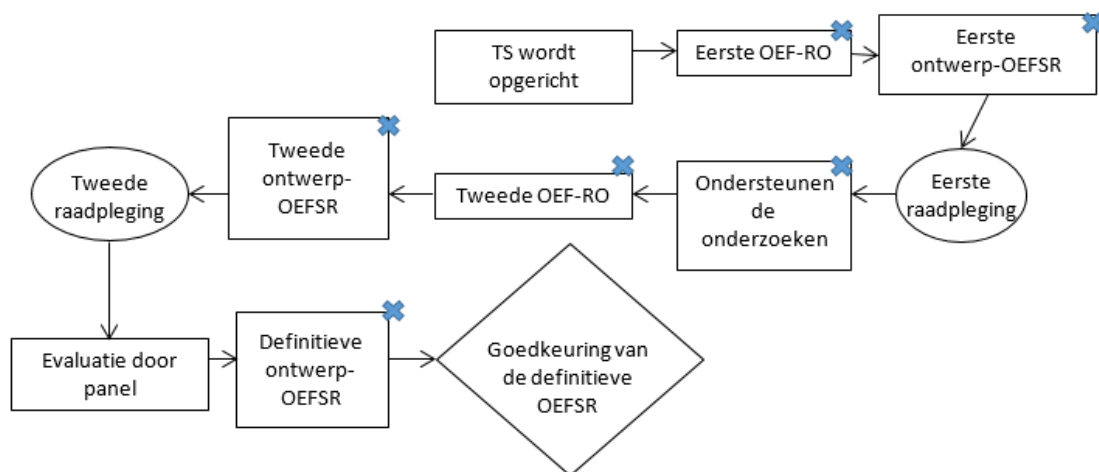 TS wordt
opgericht
Eerste OEF-RO
Eerste
ontwerp-OEFSR
Eerste
raadpleging
Ondersteunen
de
onderzoeken
Tweede OEF-RO
Tweede
ontwerp-
OEFSR
Tweede
raadpleging
Evaluatie door
panel
Definitieve
ontwerp-
OEFSR
Goedkeuring van
de definitieve
OEFSR